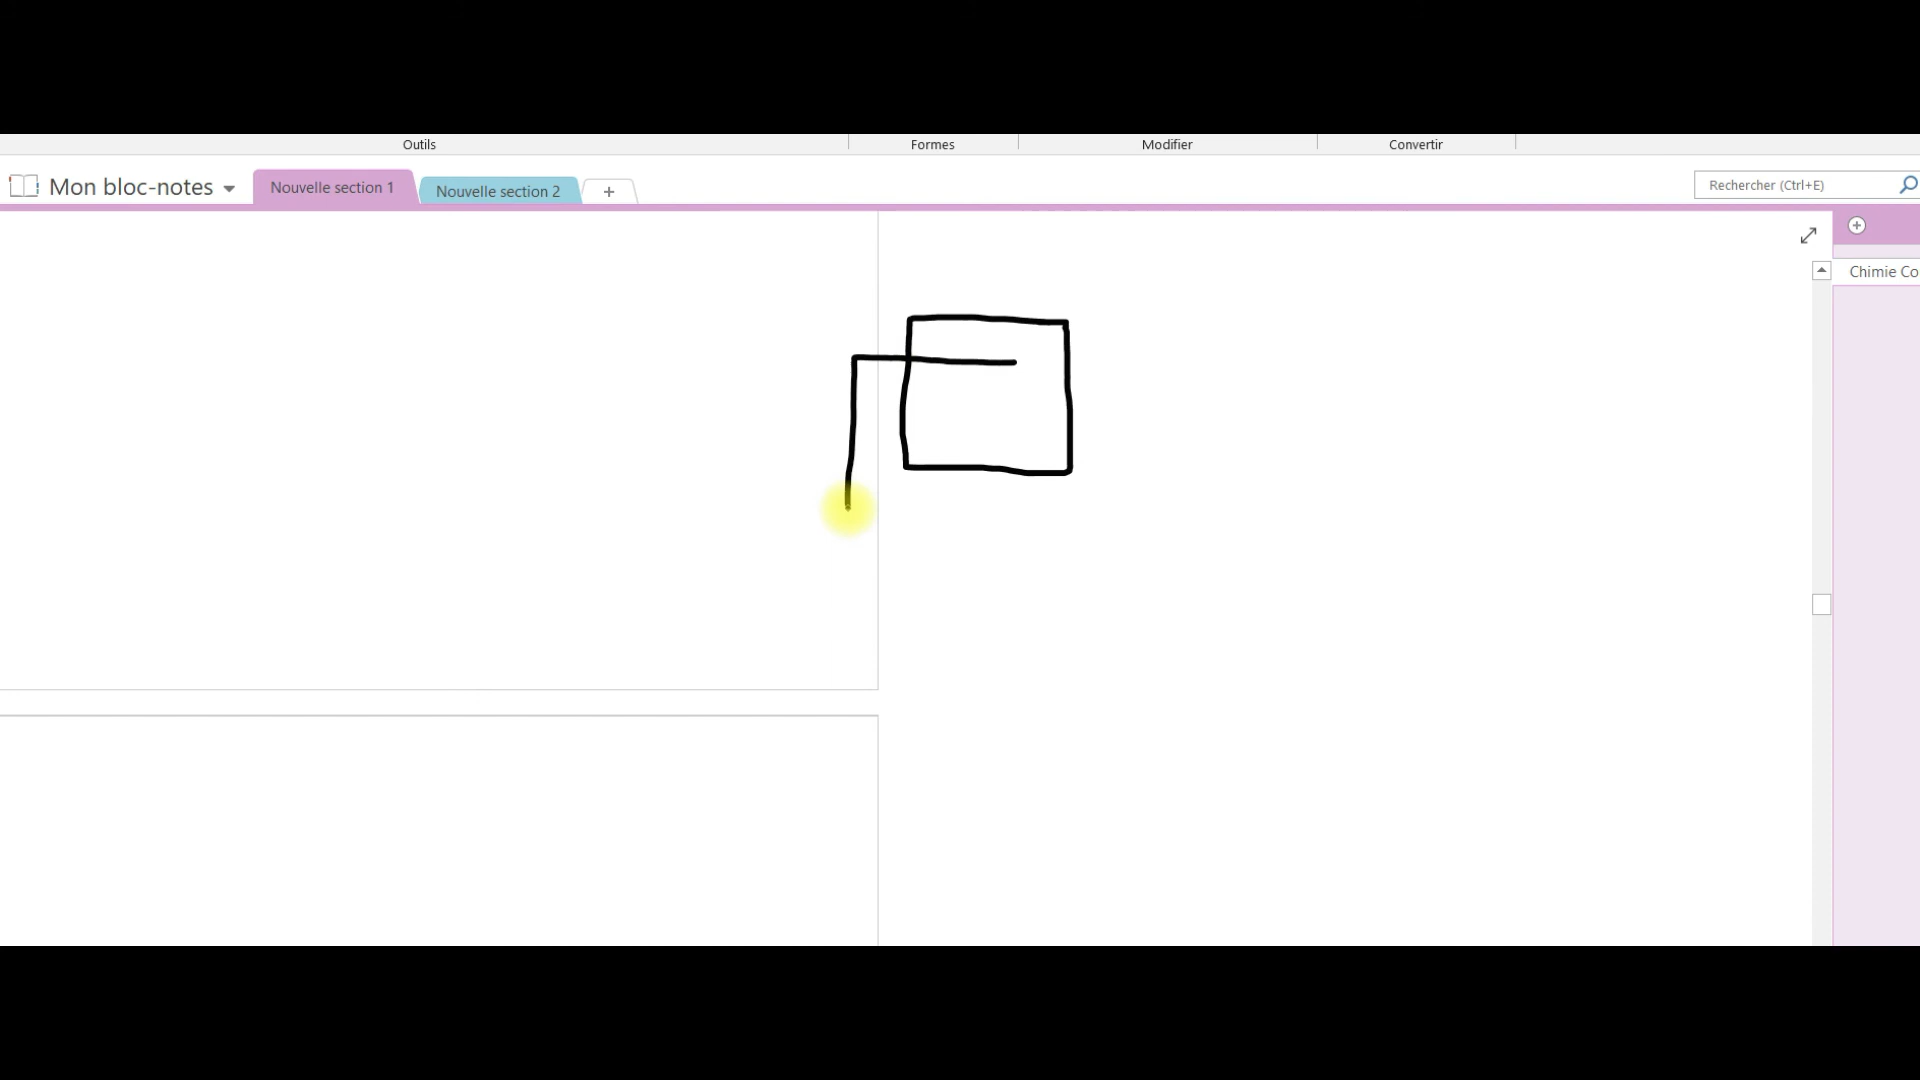 Outils Formes Modifier Convertir
Mon bloc-notes Nouvelle section 1 Nouvelle section 2 + Rechercher (Ctrl+E)
Chimie Co